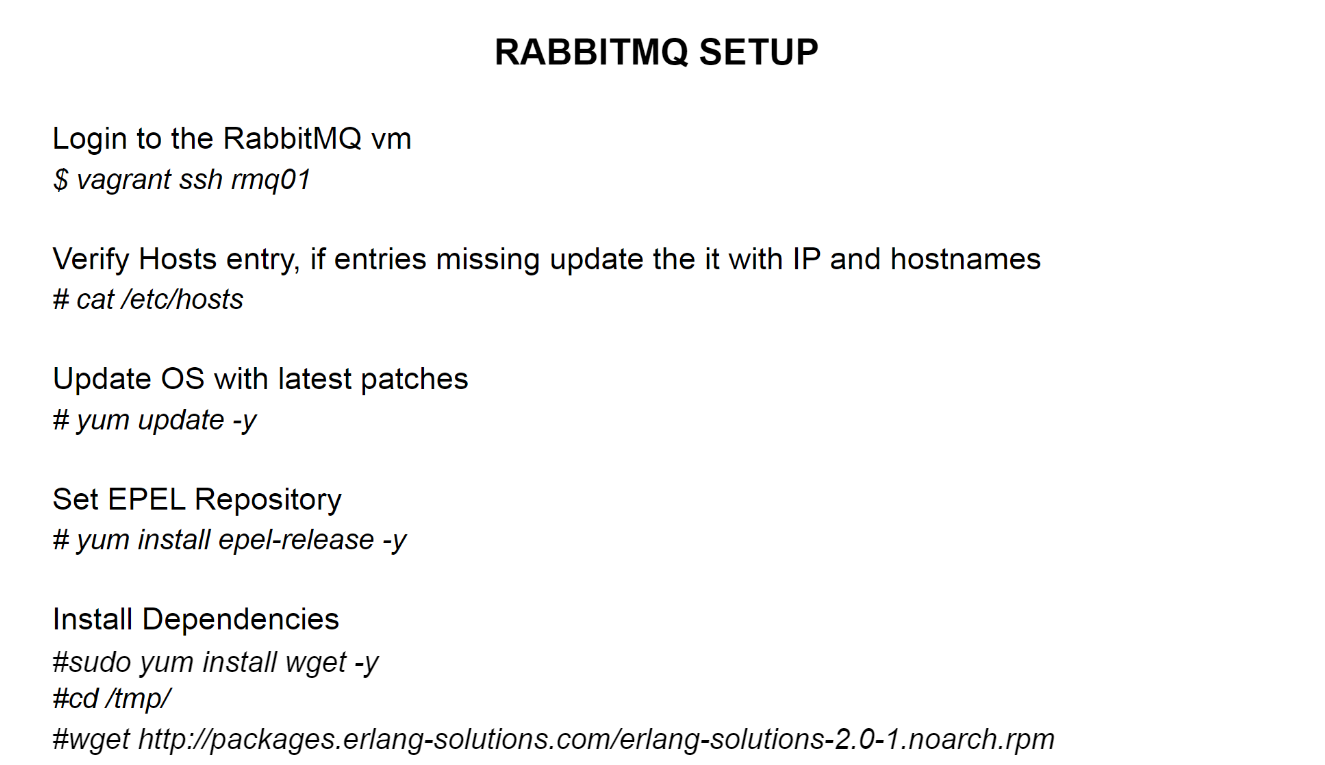 RABBITMQ SETUP
Login to the RabbitMQ vm
$ vagrant ssh rmq01
Verify Hosts entry, if entries missing update the it with IP and hostnames
# cat /etc/hosts
Update OS with latest patches
# yum update -y
Set EPEL Repository
# yum install epel-release -y
Install Dependencies
#sudo yum install wget -y
#cd /tmp/
#wget http://packages.erlang-solutions.com/erlang-solutions-2.0-1.noarch.rpm